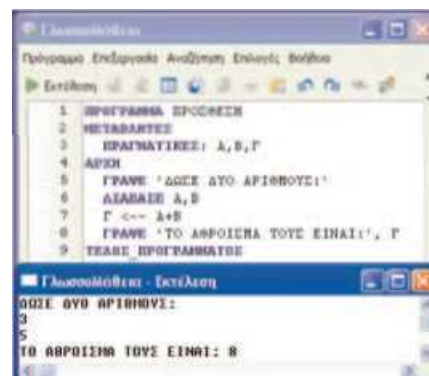 Γλωσσομάθεια
Πρόγραμμα Επεξεργασία Αναζήτηση Επιλογές Βοήθεια
Εκτέλεση
1 ΠΡΟΓΡΑΜΜΑ ΠΡΟΣΘΕΣΗ
2 ΜΕΤΑΒΛΗΤΕΣ
3 ΠΡΑΓΜΑΤΙΚΕΣ: Α,Β,Γ
4 ΑΡΧΗ
5 ΓΡΑΨΕ 'ΔΩΣΕ ΔΥΟ ΑΡΙΘΜΟΥΣ:'
6 ΔΙΑΒΑΣΕ Α,Β
7 Γ <-- Α+Β
8 ΓΡΑΨΕ 'ΤΟ ΑΘΡΟΙΣΜΑ ΤΟΥΣ ΕΙΝΑΙ:', Γ
9 ΤΕΛΟΣ_ΠΡΟΓΡΑΜΜΑΤΟΣ
Γλωσσομάθεια - Εκτέλεση
ΔΩΣΕ ΔΥΟ ΑΡΙΘΜΟΥΣ:
3
5
ΤΟ ΑΘΡΟΙΣΜΑ ΤΟΥΣ ΕΙΝΑΙ: 8